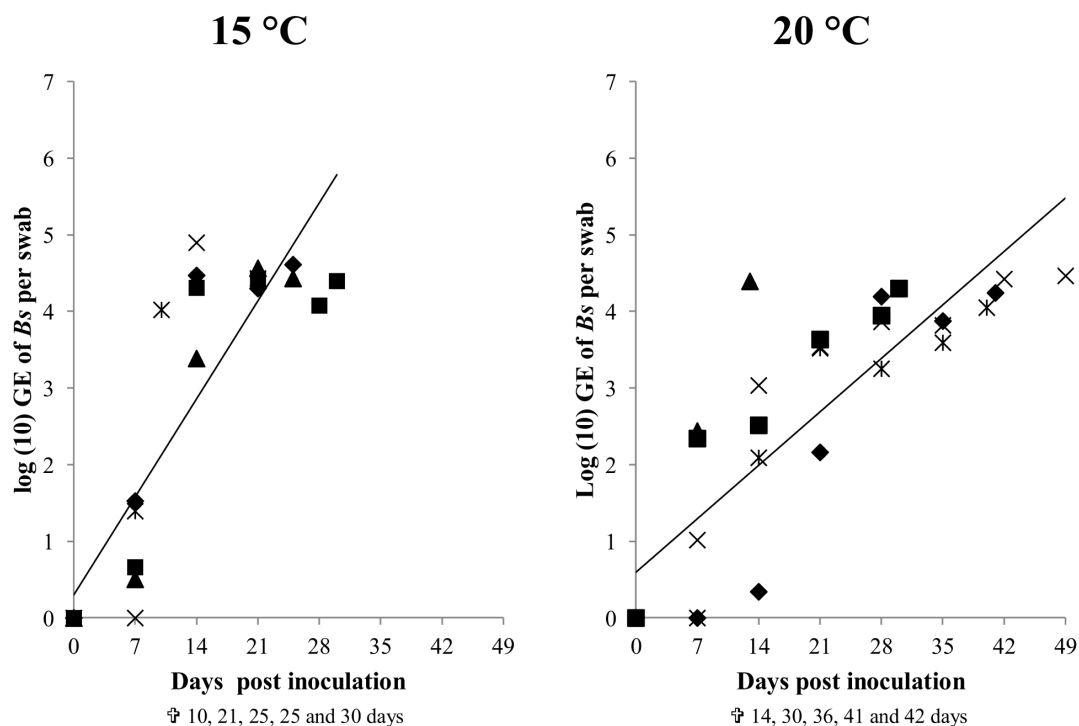 15 °C
7
6
5
4
3
2
1
0
log (10) GE of Bs per swab
0 7 14 21 28 35 42 49
Days post inoculation
✞ 10, 21, 25, 25 and 30 days
20 °C
7
6
5
4
3
2
1
0
Log (10) GE of Bs per swab
0 7 14 21 28 35 42 49
Days post inoculation
✞ 14, 30, 36, 41 and 42 days